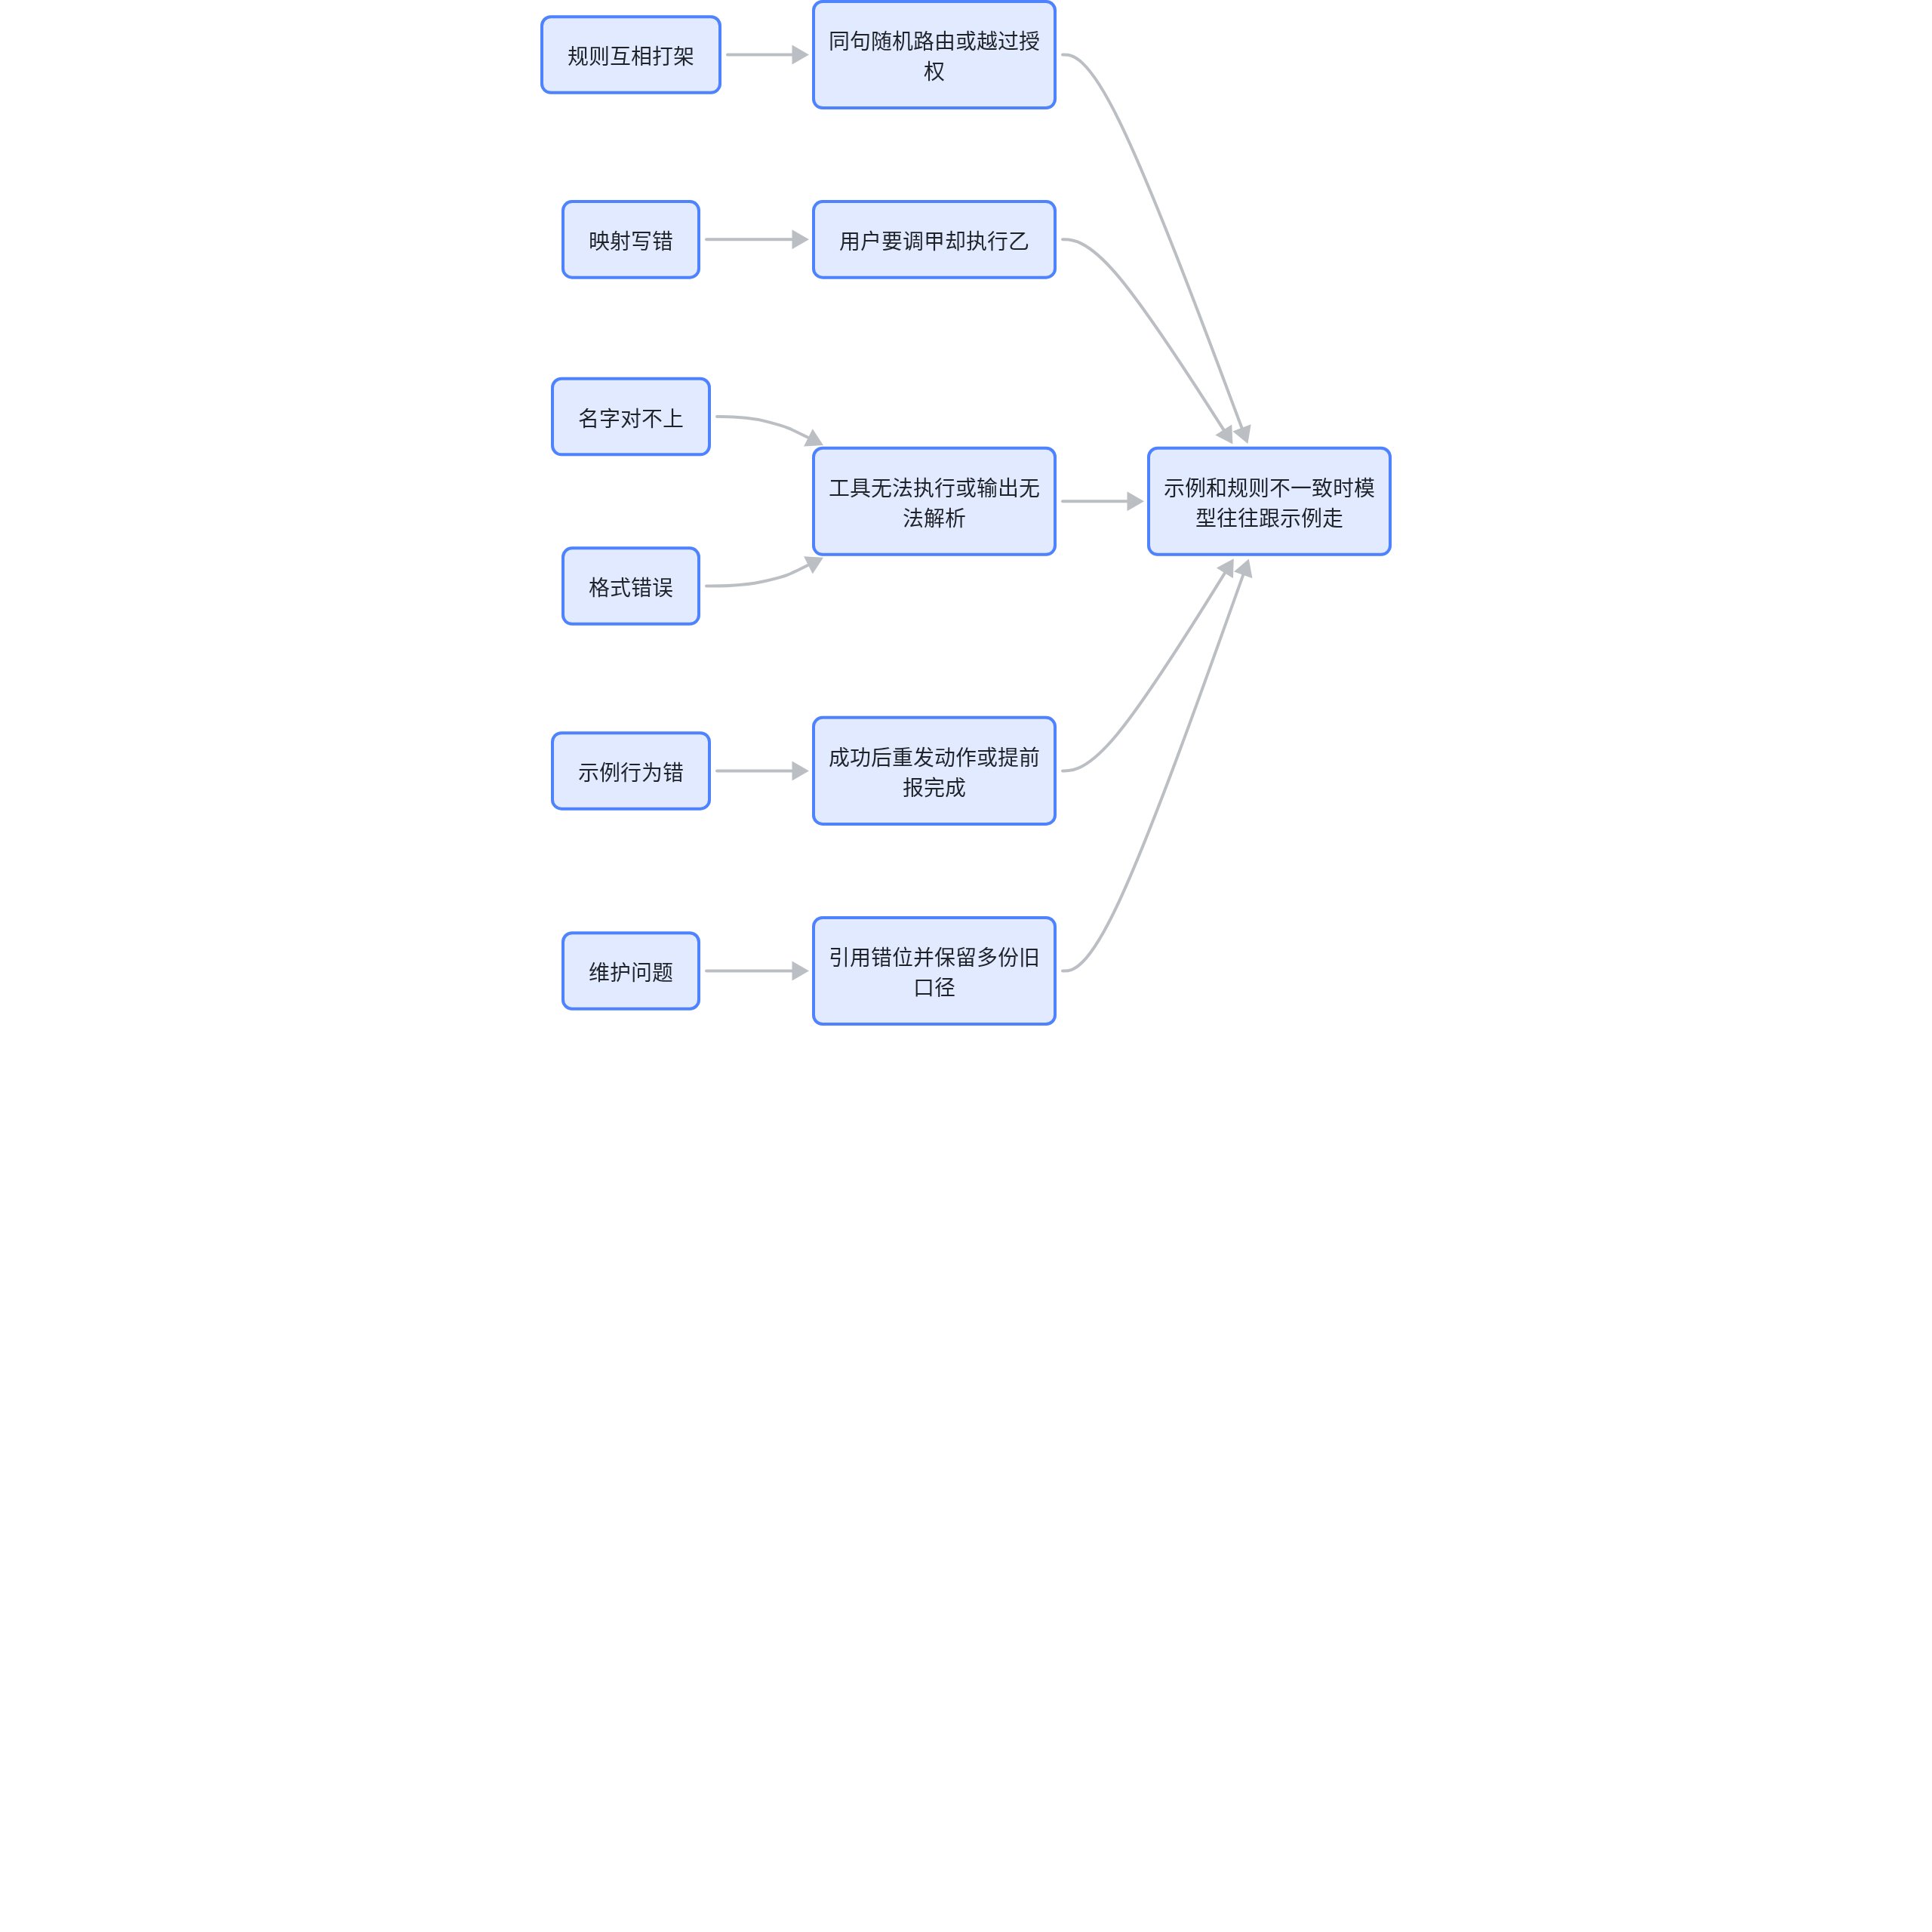 规则互相打架
同句随机路由或越过授
权
映射写错
用户要调甲却执行乙
名字对不上
工具无法执行或输出无
法解析
示例和规则不一致时模
型往往跟示例走
格式错误
示例行为错
成功后重发动作或提前
报完成
维护问题
引用错位并保留多份旧
口径